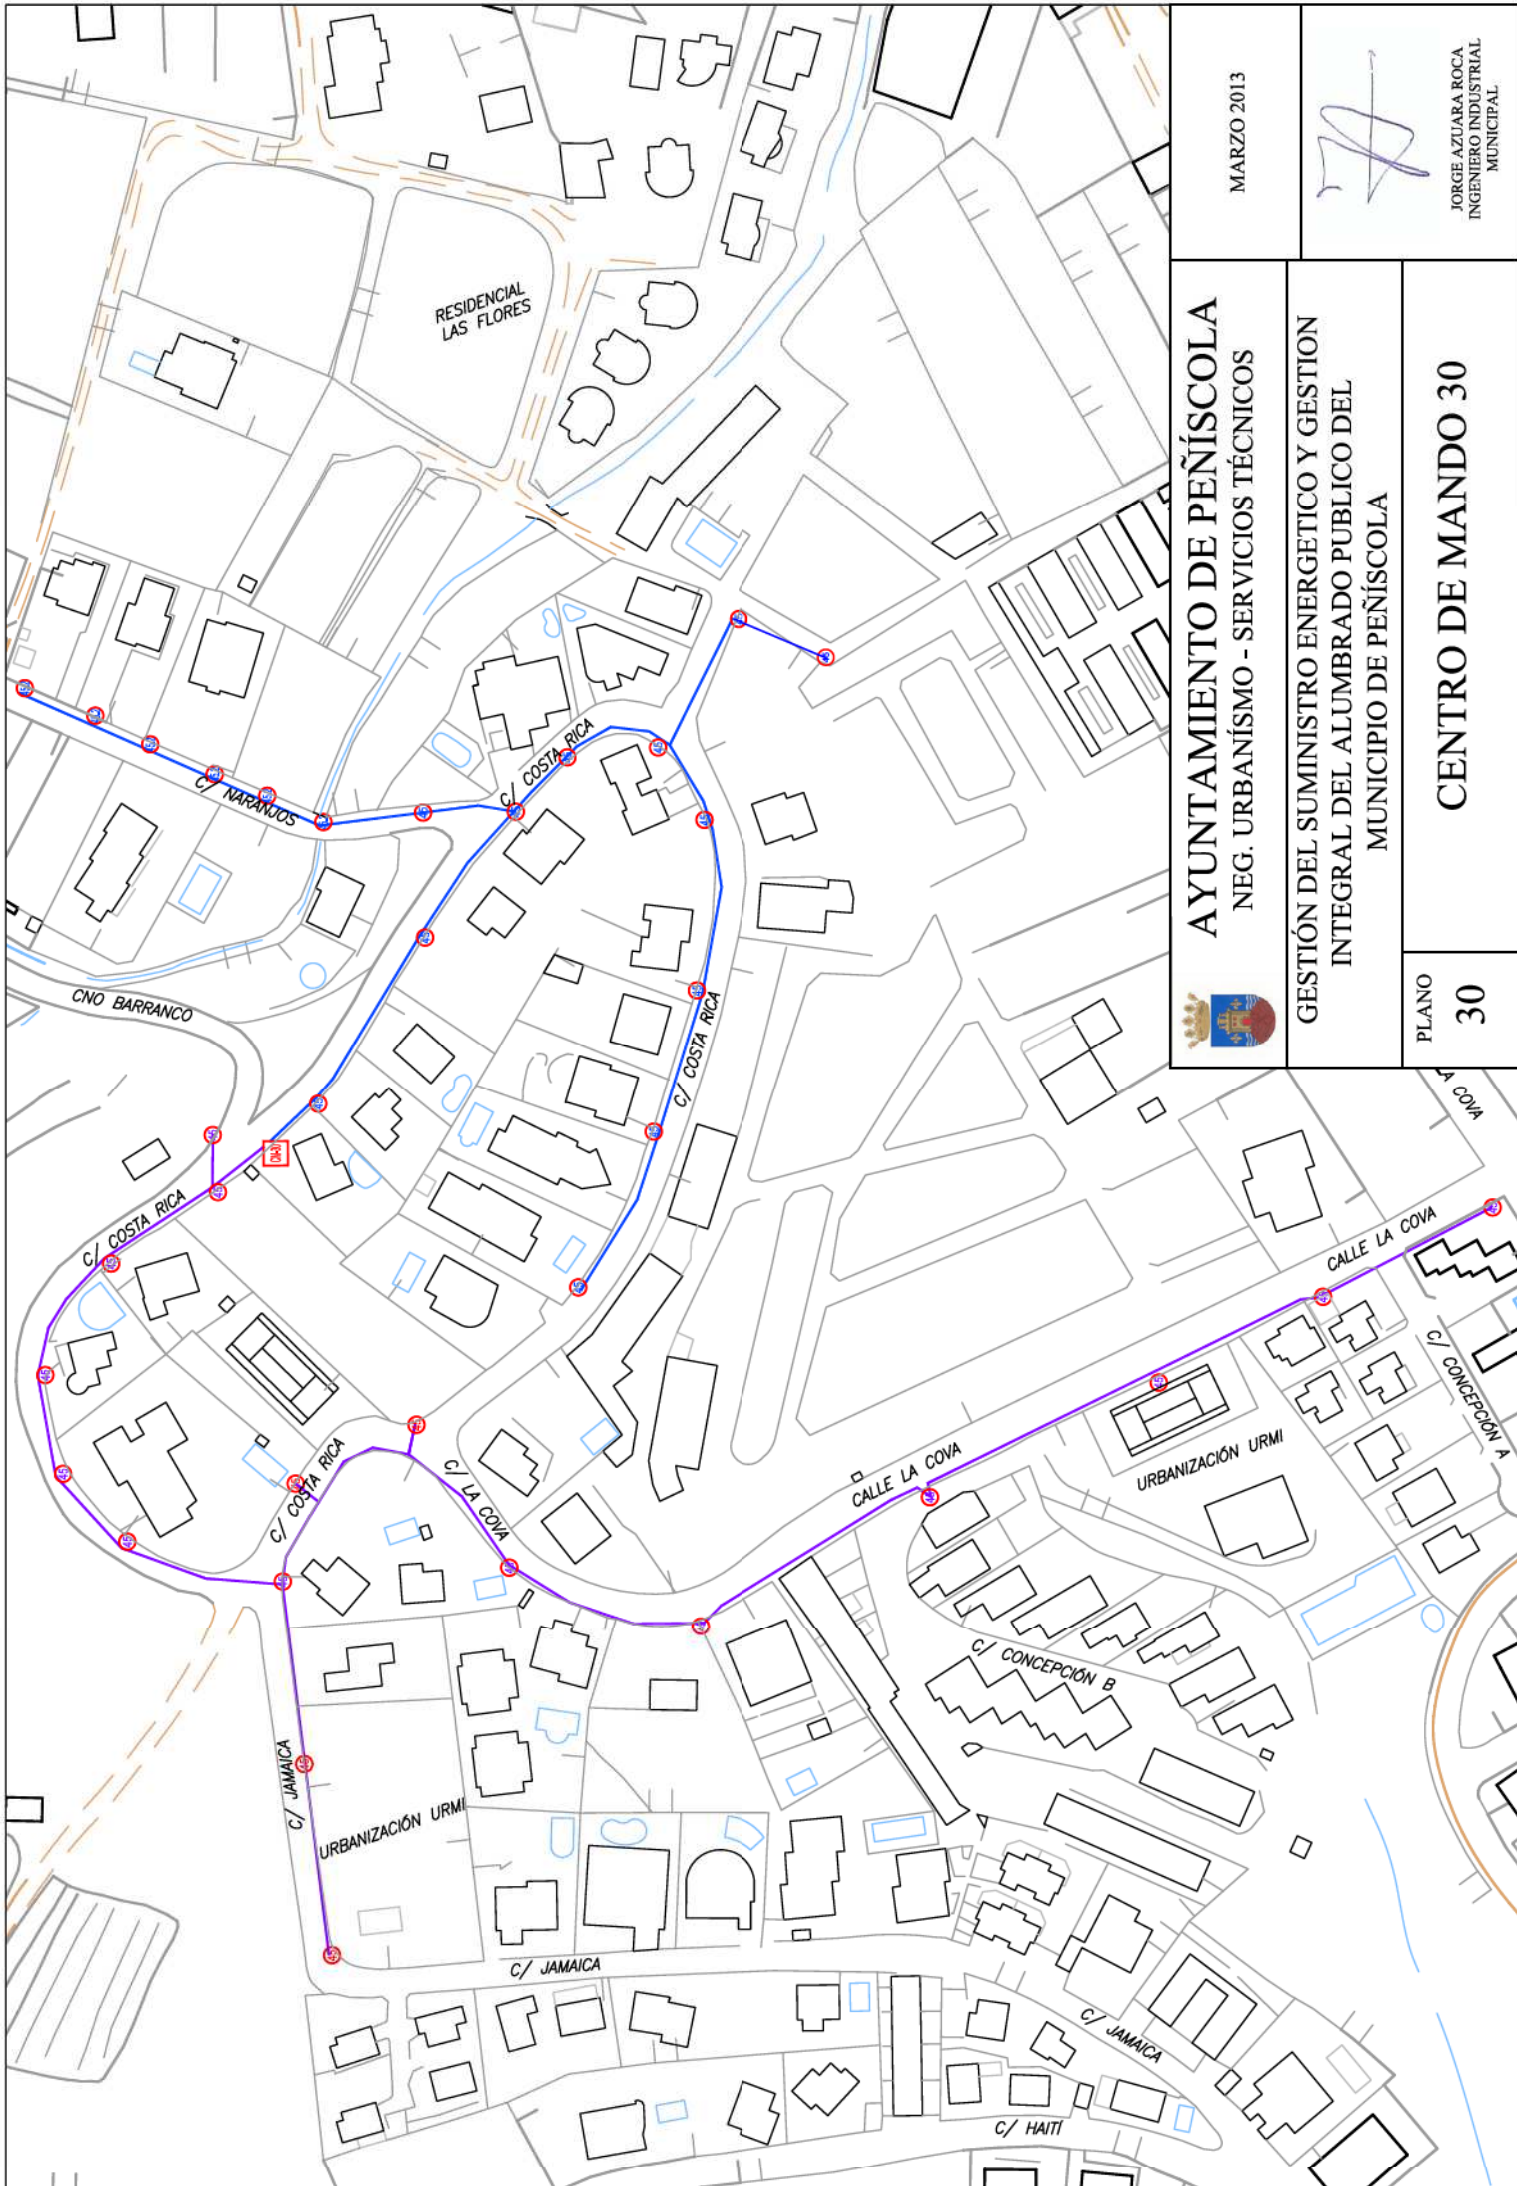 AYUNTAMIENTO DE PEÑÍSCOLA
NEG. URBANÍSMO - SERVICIOS TÉCNICOS
GESTIÓN DEL SUMINISTRO ENERGETICO Y GESTION
INTEGRAL DEL ALUMBRADO PUBLICO DEL
MUNICIPIO DE PEÑÍSCOLA
PLANO
30
CENTRO DE MANDO 30
MARZO 2013
JORGE AZUARA ROCA
INGENIERO INDUSTRIAL
MUNICIPAL
RESIDENCIAL
LAS FLORES
C/ NARANJOS
C/ COSTA RICA
CNO BARRANCO
C/ COSTA RICA
C/ COSTA RICA
C/ COSTA RICA
C/ LA COVA
CALLE LA COVA
CALLE LA COVA
LA COVA
C/ CONCEPCIÓN A
URBANIZACIÓN URMI
C/ CONCEPCIÓN B
C/ JAMAICA
URBANIZACIÓN URMI
C/ JAMAICA
C/ JAMAICA
C/ HAITÍ